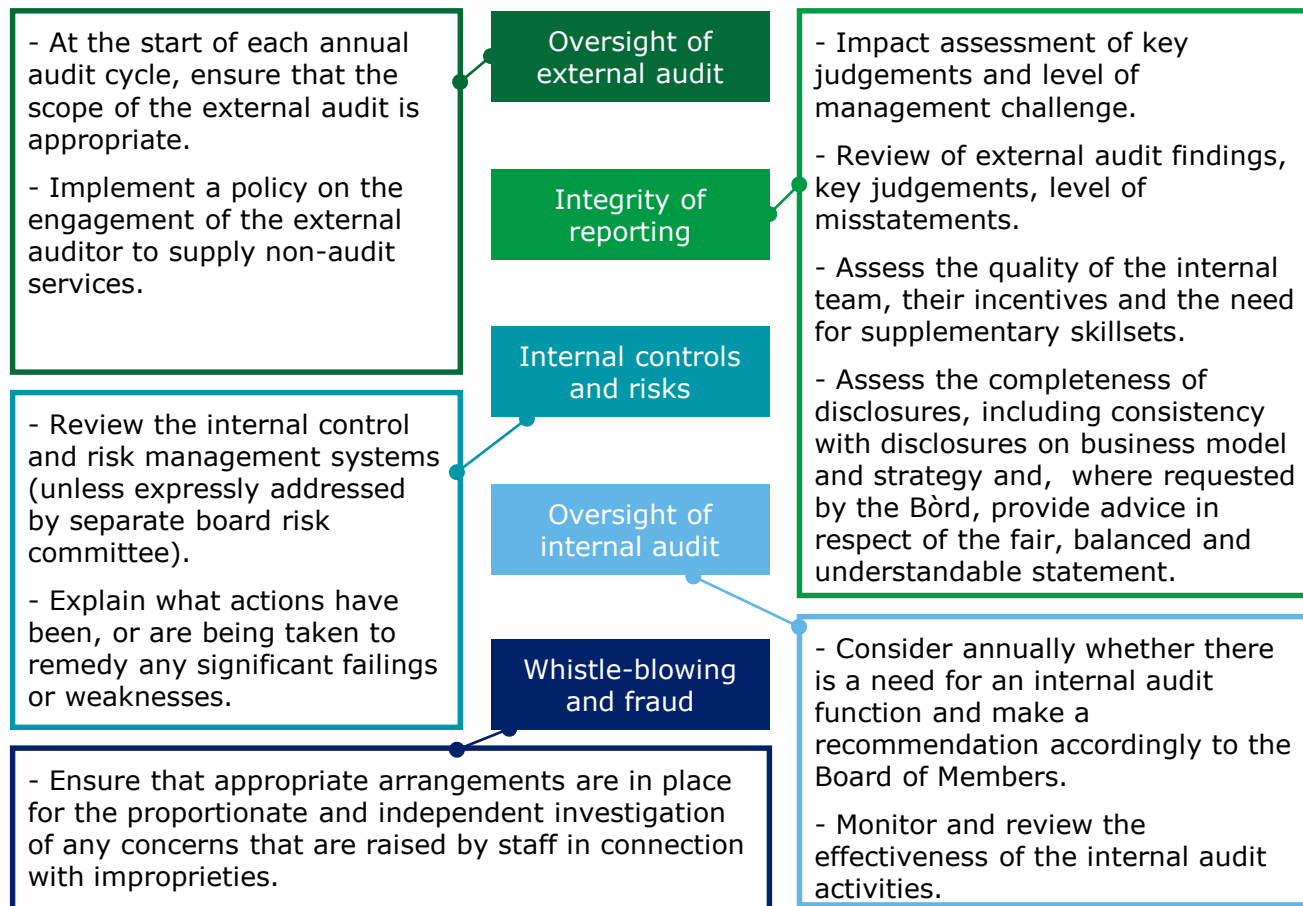 - At the start of each annual
audit cycle, ensure that the
scope of the external audit is
appropriate.
- Implement a policy on the
engagement of the external
auditor to supply non-audit
services.
Oversight of
external audit
Integrity of
reporting
- Impact assessment of key
judgements and level of
management challenge.
- Review of external audit findings,
key judgements, level of
misstatements.
- Assess the quality of the internal
team, their incentives and the need
for supplementary skillsets.
- Assess the completeness of
disclosures, including consistency
with disclosures on business model
and strategy and, where requested
by the Bòrd, provide advice in
respect of the fair, balanced and
understandable statement.
Internal controls
and risks
- Review the internal control
and risk management systems
(unless expressly addressed
by separate board risk
committee).
- Explain what actions have
been, or are being taken to
remedy any significant failings
or weaknesses.
Oversight of
internal audit
- Consider annually whether there
is a need for an internal audit
function and make a
recommendation accordingly to the
Board of Members.
- Monitor and review the
effectiveness of the internal audit
activities.
Whistle-blowing
and fraud
- Ensure that appropriate arrangements are in place
for the proportionate and independent investigation
of any concerns that are raised by staff in connection
with improprieties.